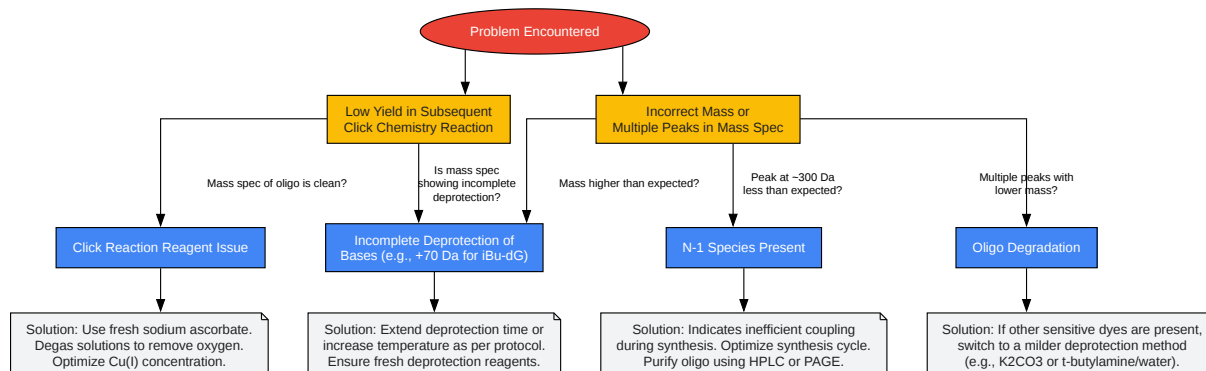 Problem Encountered
Low Yield in Subsequent
Click Chemistry Reaction
Incorrect Mass or
Multiple Peaks in Mass Spec
Mass spec of oligo is clean?
Is mass spec
showing incomplete
deprotection?
Mass higher than expected?
Peak at ~300 Da
less than expected?
Multiple peaks with
lower mass?
Click Reaction Reagent Issue
Incomplete Deprotection of
Bases (e.g., +70 Da for iBu-dG)
N-1 Species Present
Oligo Degradation
Solution: Use fresh sodium ascorbate.
Degas solutions to remove oxygen.
Optimize Cu(I) concentration.
Solution: Extend deprotection time or
increase temperature as per protocol.
Ensure fresh deprotection reagents.
Solution: Indicates inefficient coupling
during synthesis. Optimize synthesis cycle.
Purify oligo using HPLC or PAGE.
Solution: If other sensitive dyes are present,
switch to a milder deprotection method
(e.g., K2CO3 or t-butylamine/water).